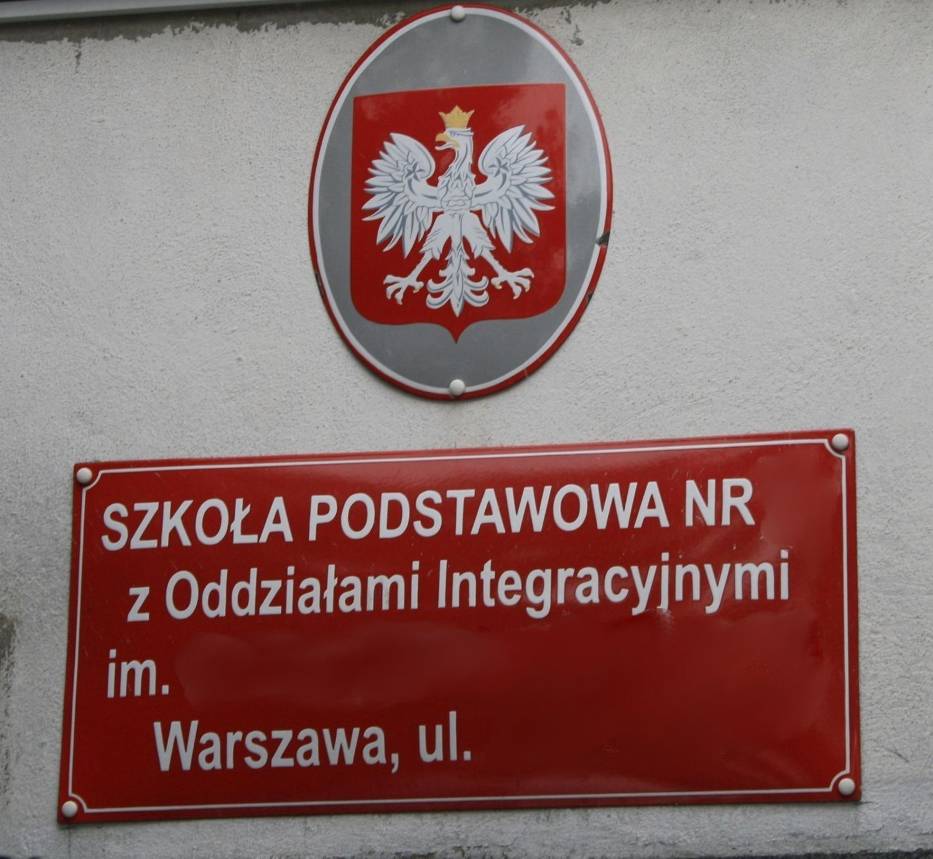 SZKOŁA PODSTAWOWA NR
z Oddziałami Integracyjnymi
im.
Warszawa, ul.